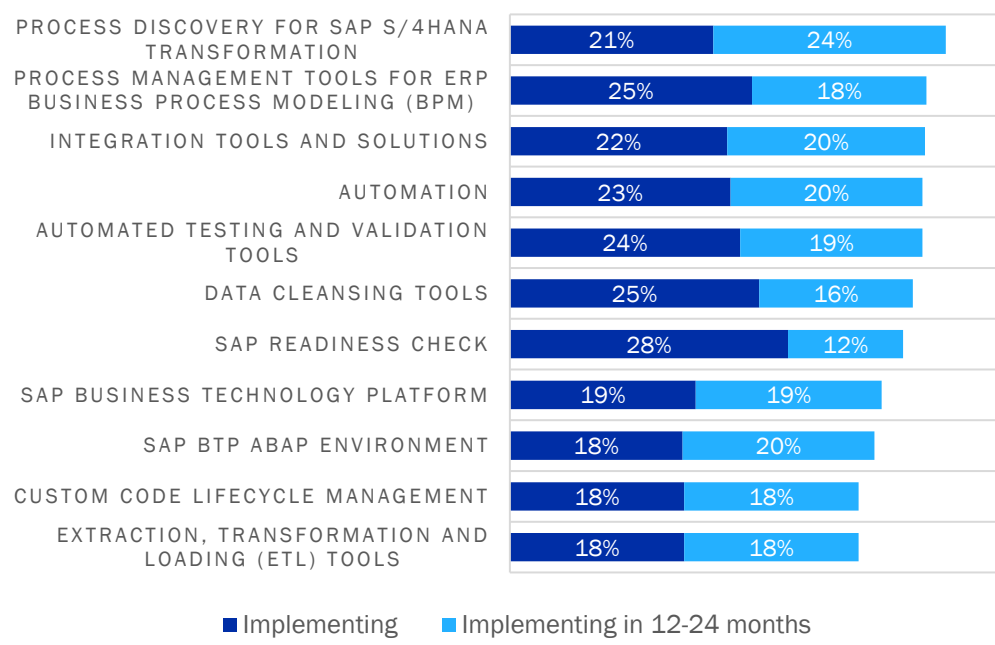 PROCESS DISCOVERY FOR SAP S/4HANA
TRANSFORMATION
21% 24%
PROCESS MANAGEMENT TOOLS FOR ERP
BUSINESS PROCESS MODELING (BPM)
25% 18%
INTEGRATION TOOLS AND SOLUTIONS
22% 20%
AUTOMATION
23% 20%
AUTOMATED TESTING AND VALIDATION
TOOLS
24% 19%
DATA CLEANSING TOOLS
25% 16%
SAP READINESS CHECK
28% 12%
SAP BUSINESS TECHNOLOGY PLATFORM
19% 19%
SAP BTP ABAP ENVIRONMENT
18% 20%
CUSTOM CODE LIFECYCLE MANAGEMENT
18% 18%
EXTRACTION, TRANSFORMATION AND
LOADING (ETL) TOOLS
18% 18%
Implementing Implementing in 12-24 months